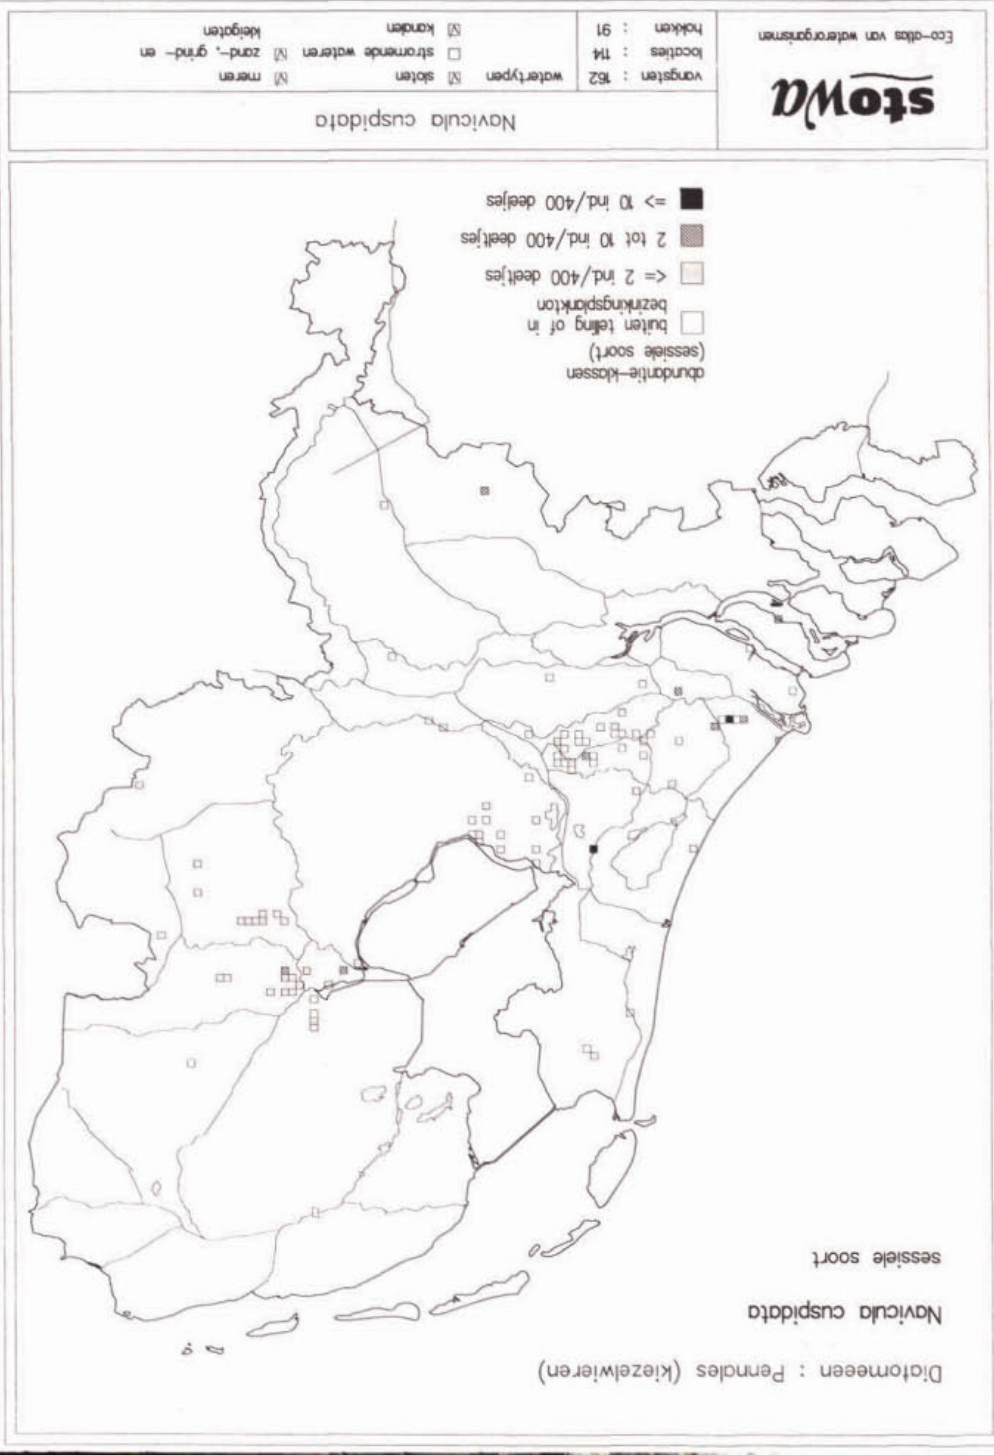 Diatomeeen : Pennales (kiezelwieren)
Navicula cuspidata
sessiele soort
abundantie-klassen
(sessiele soort)
buiten telling of in
bezinkingsplankton
<= 2 ind./400 deeltjes
2 tot 10 ind./400 deeltjes
=> 10 ind./400 deeltjes
stowa
Eco-atlas van waterorganismen
Navicula cuspidata
vangsten : 162
locaties : 114
hokken : 91
watertypen
sloten
stromende wateren
kanalen
meren
zand-, grind- en
kleigaten